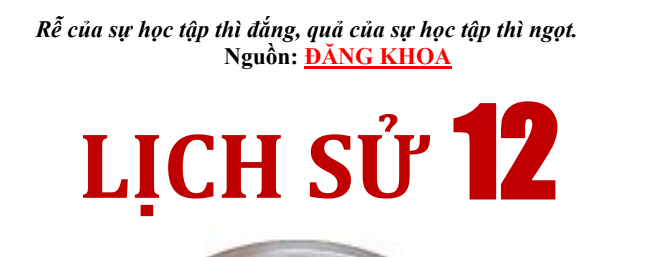 Rễ của sự học tập thì đắng, quả của sự học tập thì ngọt.
Nguồn: ĐĂNG KHOA
LỊCH SỬ 12